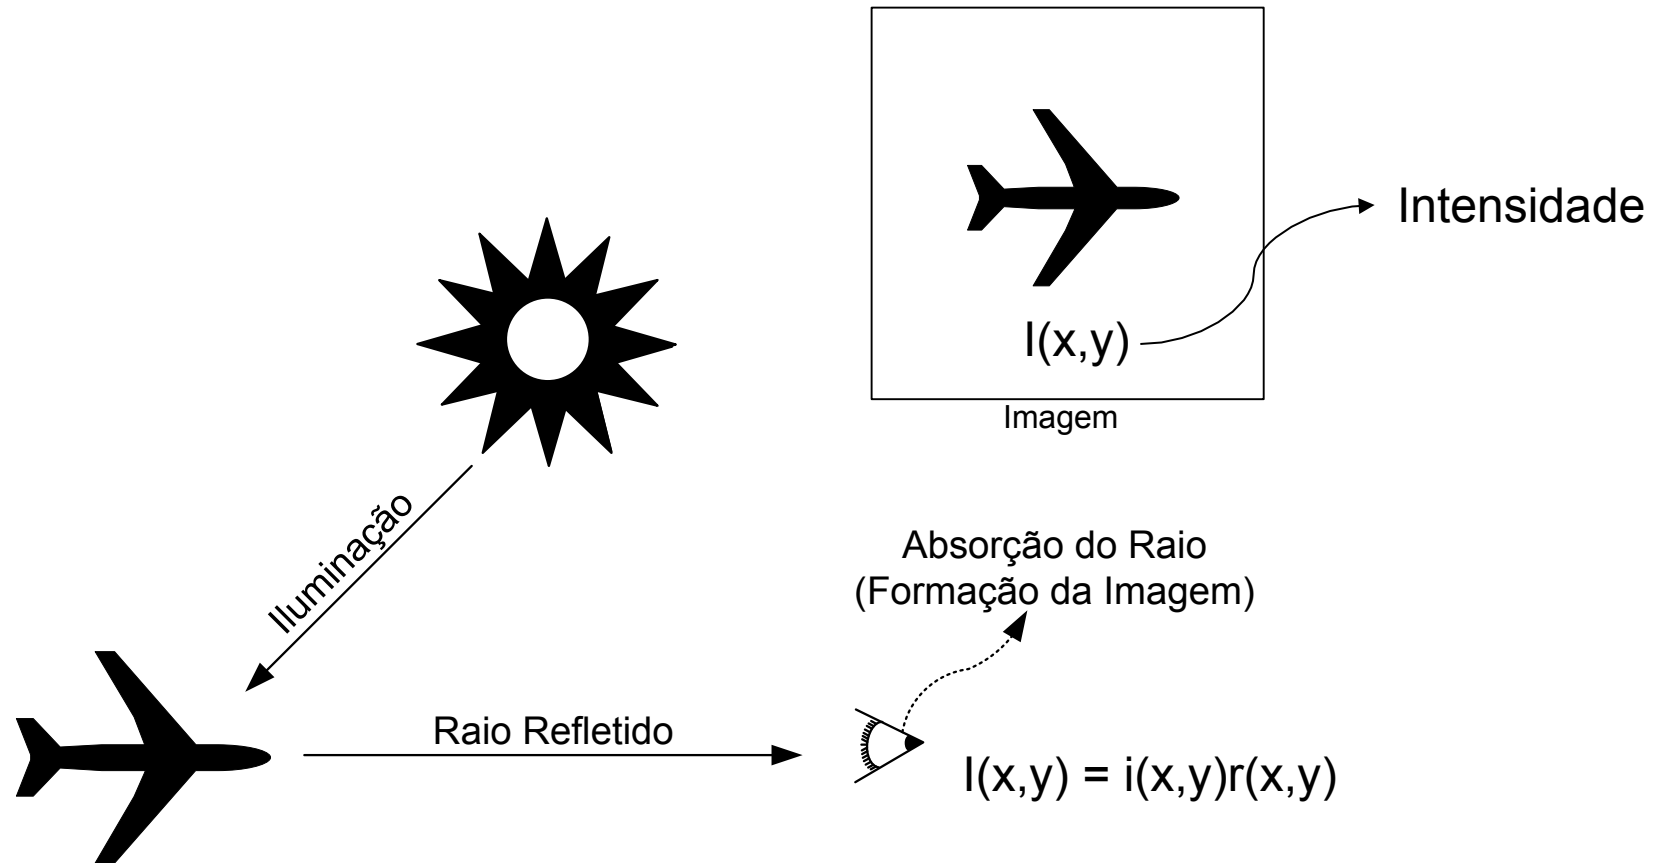 Intensidade
I(x,y)
Imagem
Iluminação
Absorção do Raio
(Formação da Imagem)
Raio Refletido
I(x,y) = i(x,y)r(x,y)